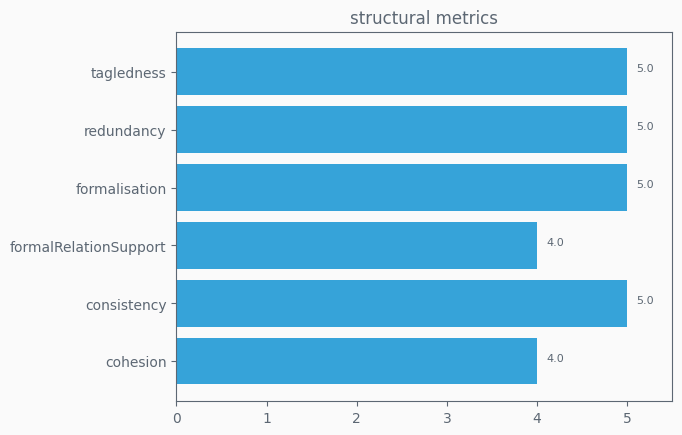 structural metrics
tagledness
5.0
redundancy
5.0
formalisation
5.0
formalRelationSupport
4.0
consistency
5.0
cohesion
4.0
0 1 2 3 4 5